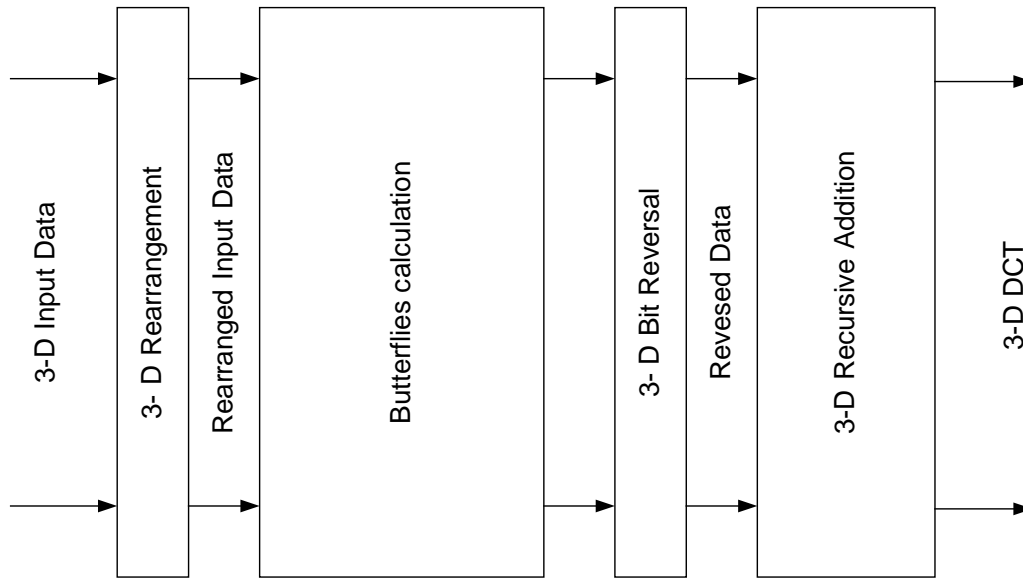 3-D Input Data
3- D Rearrangement
Rearranged Input Data
Butterflies calculation
3- D Bit Reversal
Revesed Data
3-D Recursive Addition
3-D DCT